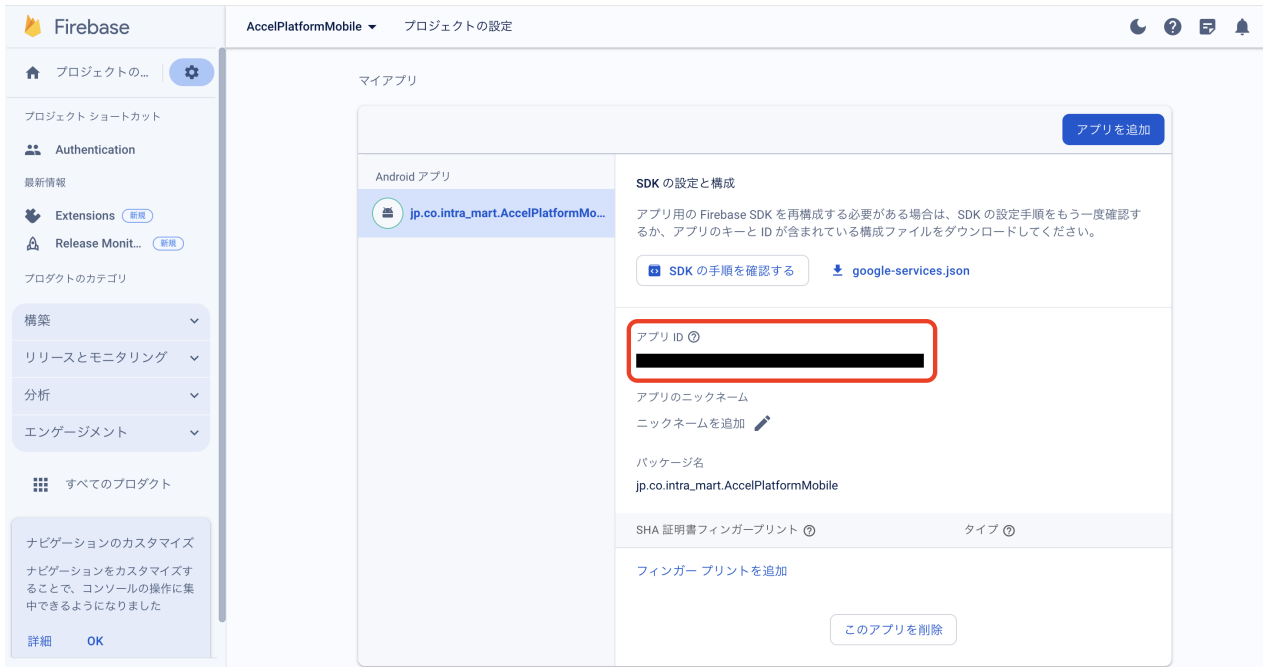 Firebase
AccelPlatformMobile
プロジェクトの設定
プロジェクトの...
プロジェクト ショートカット
Authentication
最新情報
Extensions 新規
Release Monit... 新規
プロダクトのカテゴリ
構築
リリースとモニタリング
分析
エンゲージメント
すべてのプロダクト
ナビゲーションのカスタマイズ
ナビゲーションをカスタマイズす
ることで、コンソールの操作に集
中できるようになりました
詳細 OK
マイアプリ
アプリを追加
Android アプリ
jp.co.intra_mart.AccelPlatformMo...
SDK の設定と構成
アプリ用の Firebase SDK を再構成する必要がある場合は、SDK の設定手順をもう一度確認す
るか、アプリのキーと ID が含まれている構成ファイルをダウンロードしてください。
SDK の手順を確認する
google-services.json
アプリ ID
アプリのニックネーム
ニックネームを追加
パッケージ名
jp.co.intra_mart.AccelPlatformMobile
SHA 証明書フィンガープリント タイプ
フィンガー プリントを追加
このアプリを削除